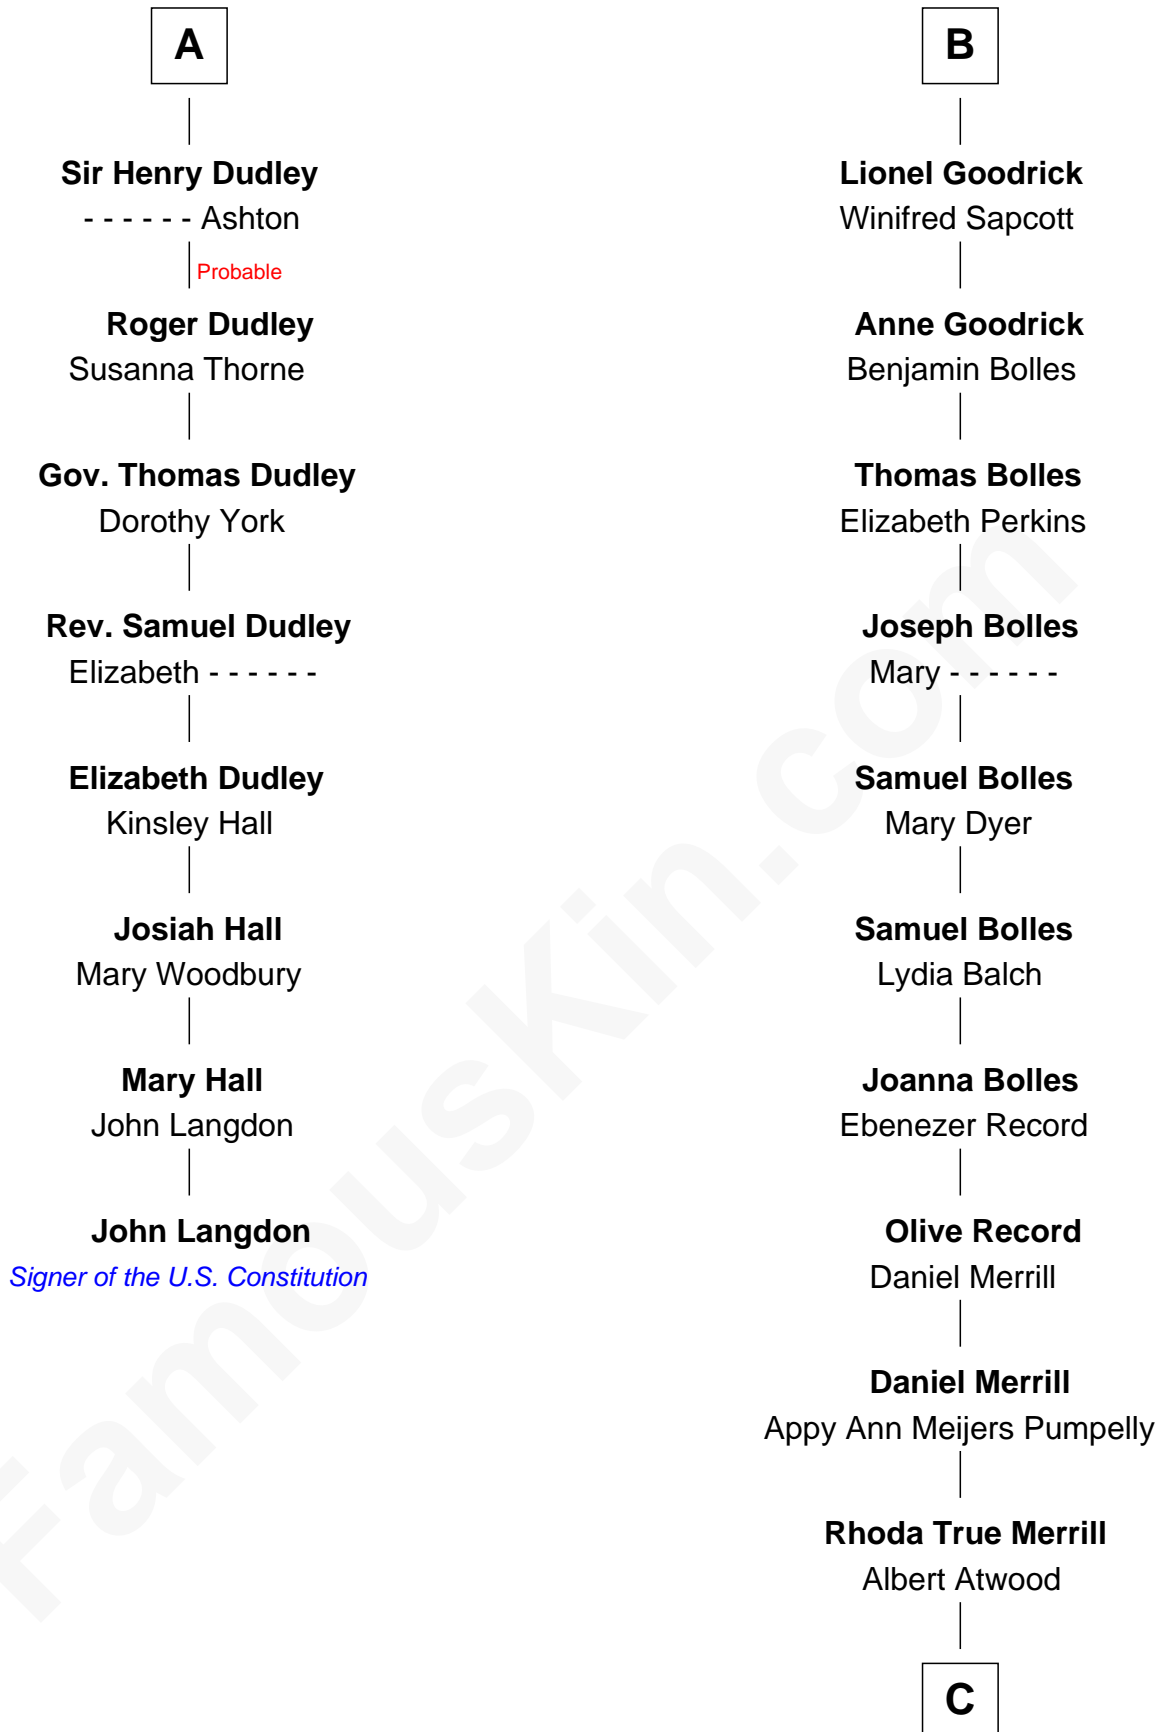 A
Sir Henry Dudley
- - - - - - Ashton
Probable
Roger Dudley
Susanna Thorne
Gov. Thomas Dudley
Dorothy York
Rev. Samuel Dudley
Elizabeth - - - - - -
Elizabeth Dudley
Kinsley Hall
Josiah Hall
Mary Woodbury
Mary Hall
John Langdon
John Langdon
Signer of the U.S. Constitution
B
Lionel Goodrick
Winifred Sapcott
Anne Goodrick
Benjamin Bolles
Thomas Bolles
Elizabeth Perkins
Joseph Bolles
Mary - - - - - -
Samuel Bolles
Mary Dyer
Samuel Bolles
Lydia Balch
Joanna Bolles
Ebenezer Record
Olive Record
Daniel Merrill
Daniel Merrill
Appy Ann Meijers Pumpelly
Rhoda True Merrill
Albert Atwood
C
FamousKin.com